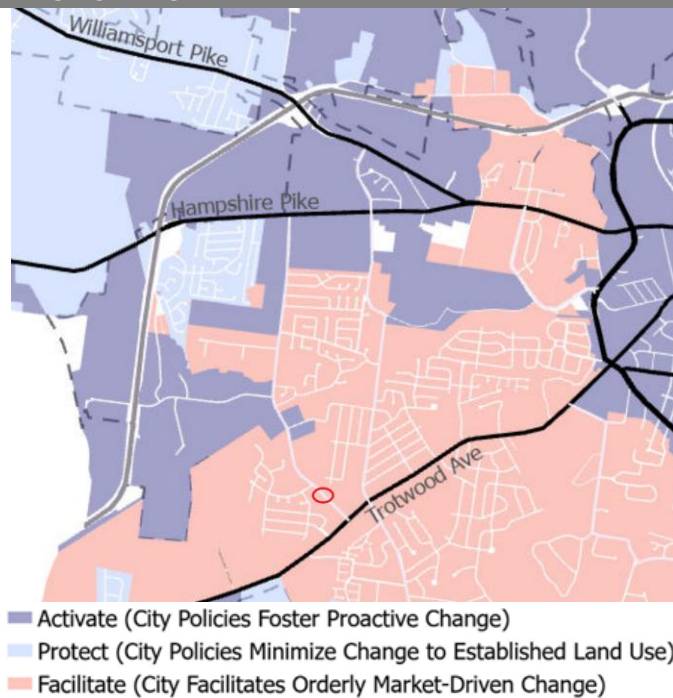 Williamsport Pike
Hampshire Pike
Trotwood Ave
Activate (City Policies Foster Proactive Change)
Protect (City Policies Minimize Change to Established Land Use)
Facilitate (City Facilitates Orderly Market-Driven Change)